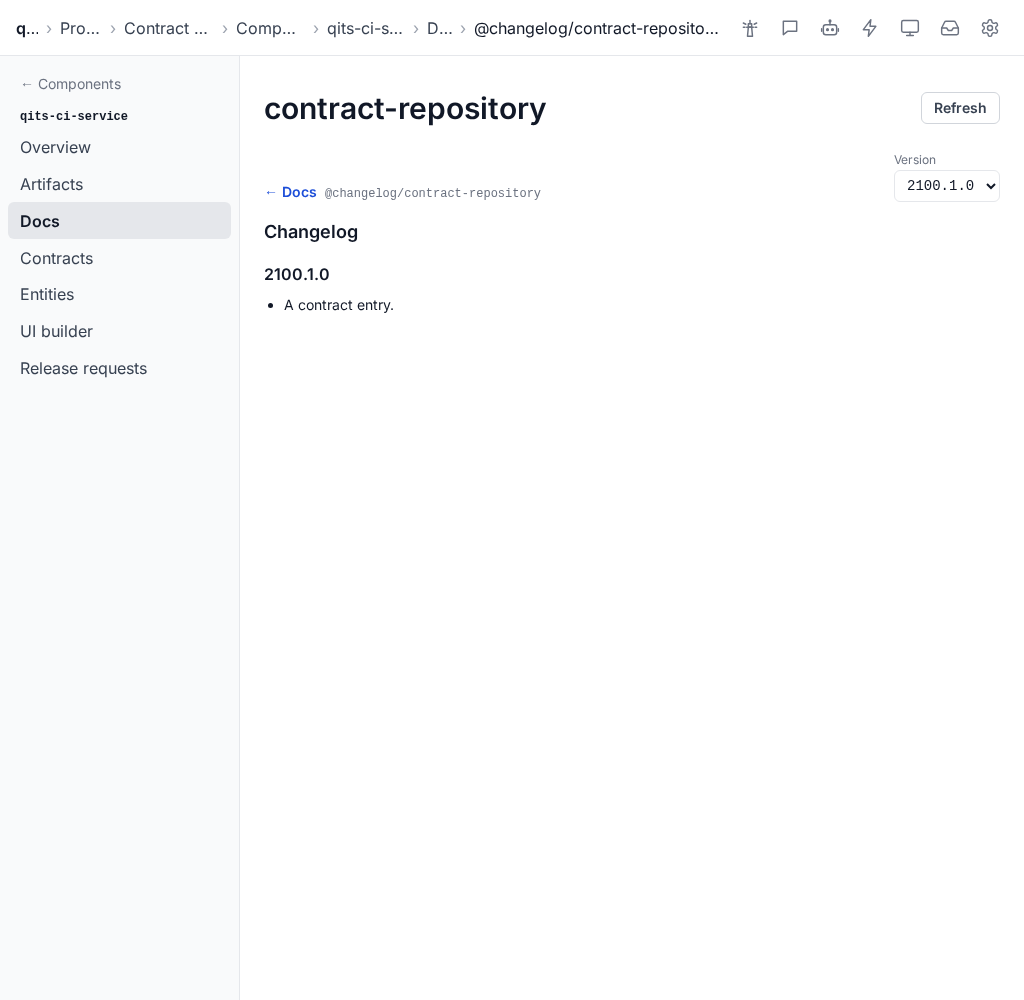 q... › Pro... › Contract ... › Comp... › qits-ci-s... › D... › @changelog/contract-reposito...
← Components
qits-ci-service
Overview
Artifacts
Docs
Contracts
Entities
UI builder
Release requests
contract-repository
Refresh
Version
2100.1.0
← Docs @changelog/contract-repository
Changelog
2100.1.0
• A contract entry.